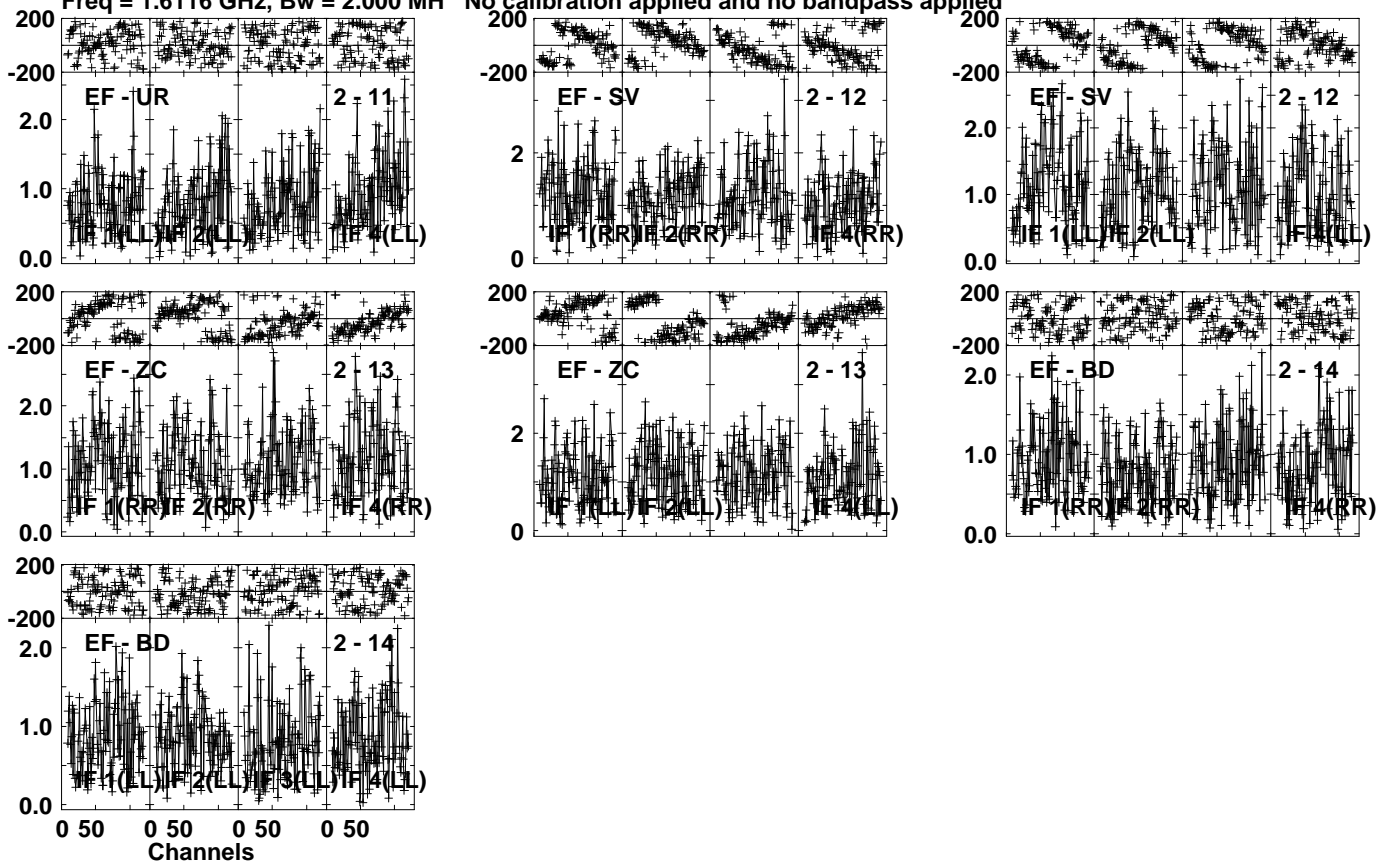 Freq = 1.6116 GHz, Bw = 2.000 MH No calibration applied and no bandpass applied
200
-200
EF - UR 2 - 11
2.0
1.0
0.0
IF 1(LL) IF 2(LL) IF 4(LL)
EF - SV 2 - 12
2
0
IF 1(RR) IF 2(RR) IF 4(RR)
200
-200
EF - SV 2 - 12
2.0
1.0
0.0
IF 1(LL) IF 2(LL) IF 4(LL)
200
-200
EF - ZC 2 - 13
2.0
1.0
0.0
IF 1(RR) IF 2(RR) IF 4(RR)
200
-200
EF - ZC 2 - 13
2
0
IF 1(LL) IF 2(LL) IF 4(LL)
200
-200
EF - BD 2 - 14
2.0
1.0
0.0
IF 1(RR) IF 2(RR) IF 4(RR)
200
-200
EF - BD 2 - 14
2.0
1.0
0.0
IF 1(LL) IF 2(LL) IF 3(LL) IF 4(LL)
0 50 0 50 0 50 0 50
Channels